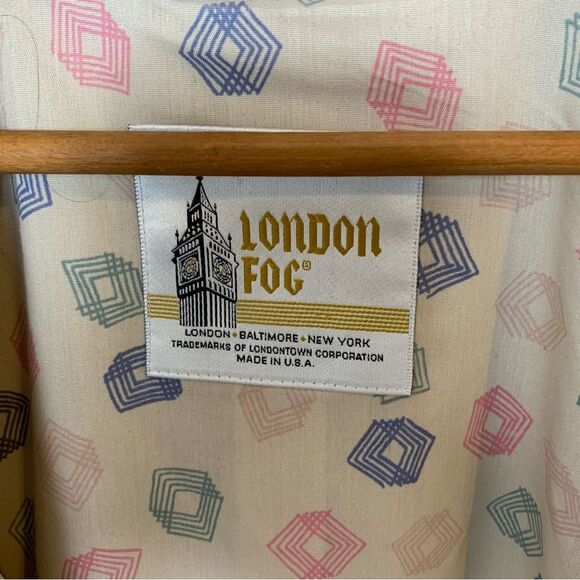 LONDON
FOG®
LONDON • BALTIMORE • NEW YORK
TRADEMARKS OF LONDONTOWN CORPORATION
MADE IN U.S.A.